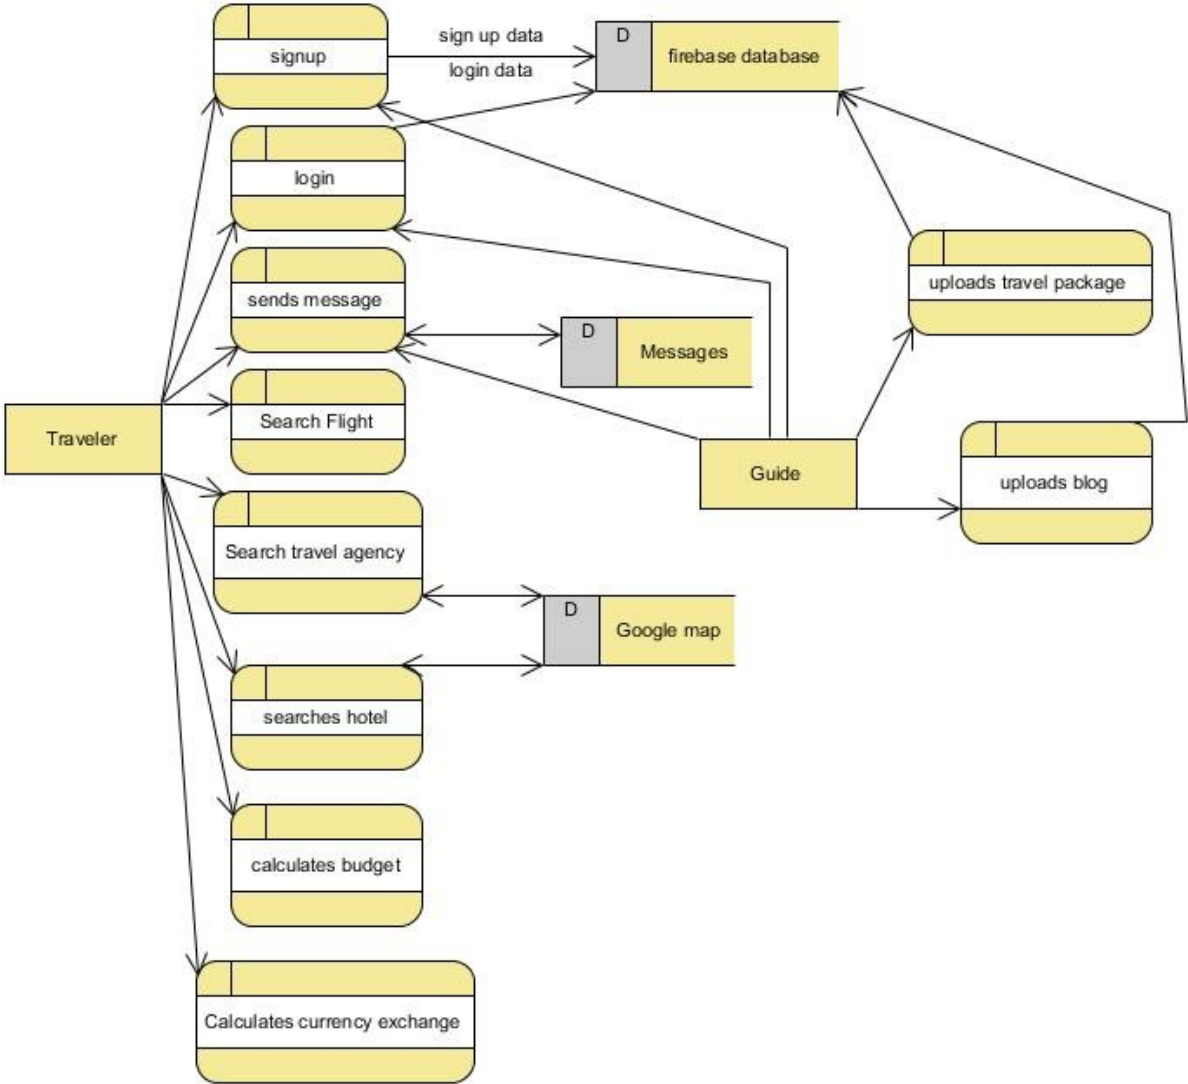 signup
sign up data
login data
D
firebase database
login
sends message
D
Messages
uploads travel package
Search Flight
Traveler
Guide
uploads blog
Search travel agency
D
Google map
searches hotel
calculates budget
Calculates currency exchange